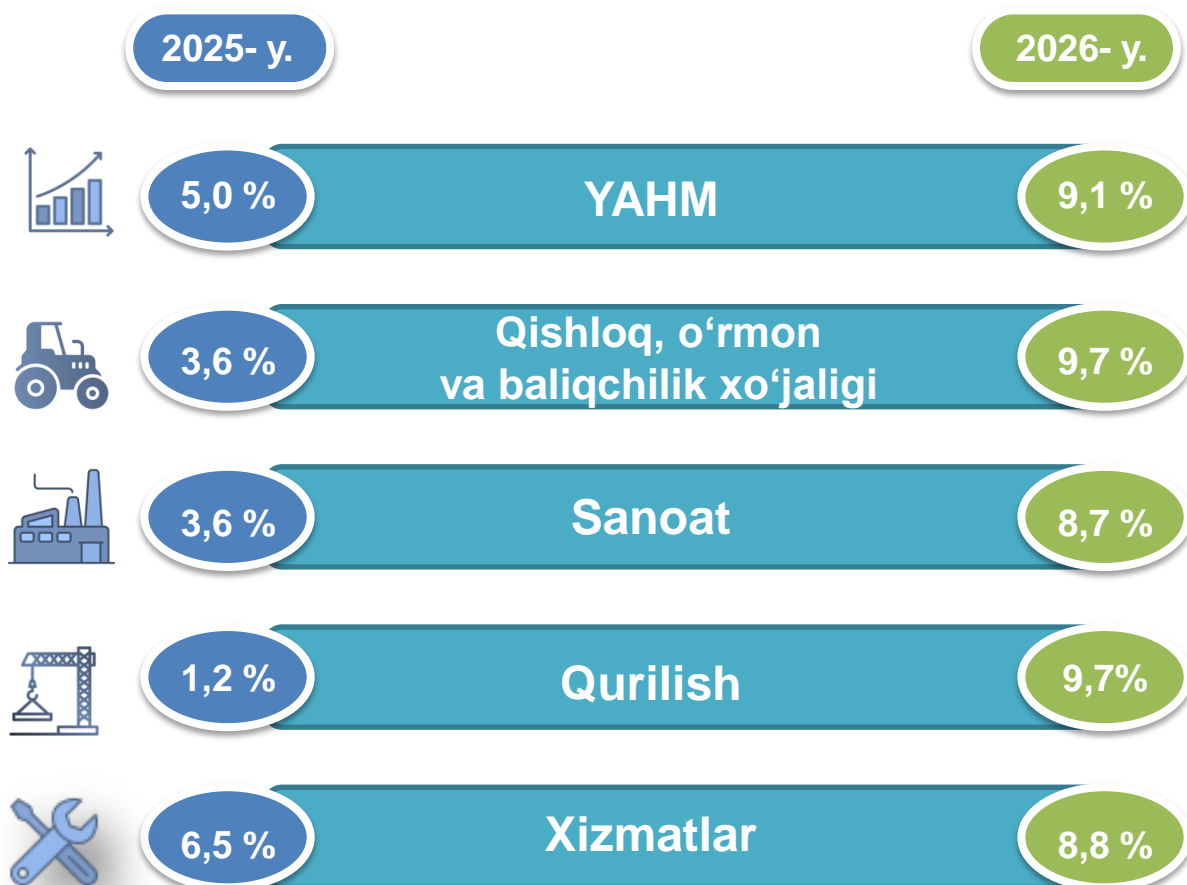 2025- y.
2026- y.
5,0 %
YAHM
9,1 %
3,6 %
Qishloq, o‘rmon
va baliqchilik xo‘jaligi
9,7 %
3,6 %
Sanoat
8,7 %
1,2 %
Qurilish
9,7%
6,5 %
Xizmatlar
8,8 %